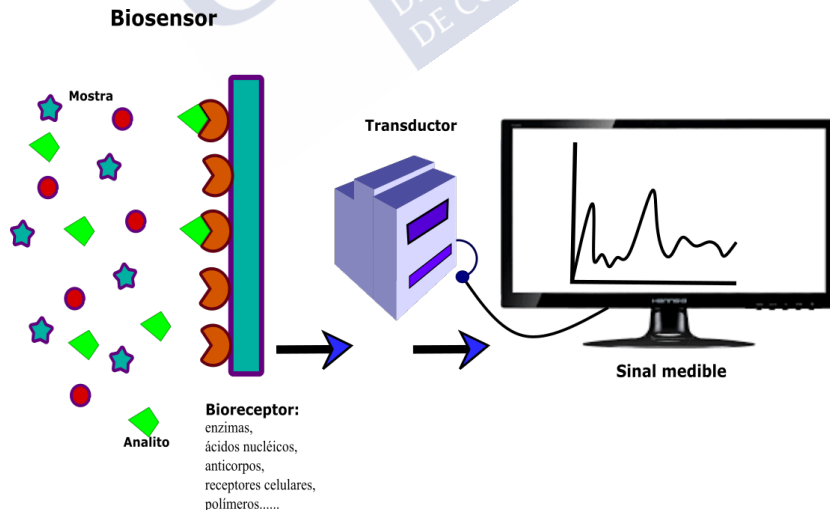 Biosensor
Mostra
Transductor
Analito
Bioreceptor:
enzimas,
ácidos nucléicos,
anticorpos,
receptores celulares,
polímeros......
Sinal medible